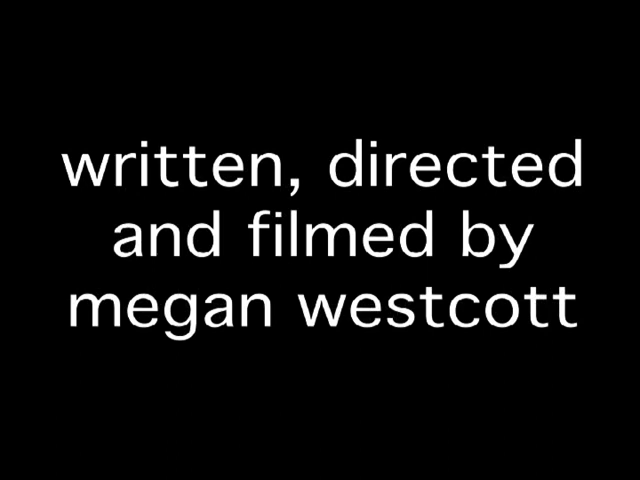 written, directed
and filmed by
megan westcott